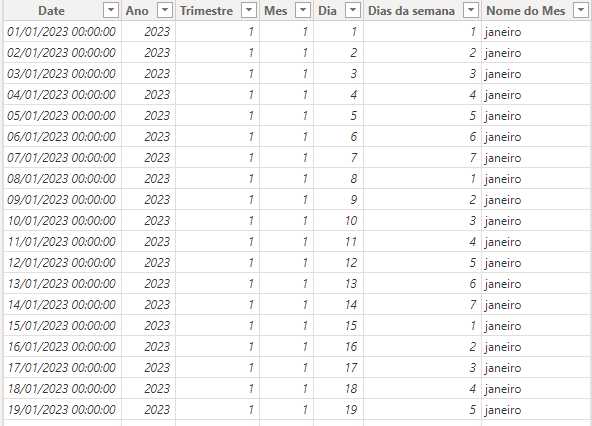 Date Ano Trimestre Mes Dia Dias da semana Nome do Mes
01/01/2023 00:00:00 2023 1 1 1 1 janeiro
02/01/2023 00:00:00 2023 1 1 2 2 janeiro
03/01/2023 00:00:00 2023 1 1 3 3 janeiro
04/01/2023 00:00:00 2023 1 1 4 4 janeiro
05/01/2023 00:00:00 2023 1 1 5 5 janeiro
06/01/2023 00:00:00 2023 1 1 6 6 janeiro
07/01/2023 00:00:00 2023 1 1 7 7 janeiro
08/01/2023 00:00:00 2023 1 1 8 1 janeiro
09/01/2023 00:00:00 2023 1 1 9 2 janeiro
10/01/2023 00:00:00 2023 1 1 10 3 janeiro
11/01/2023 00:00:00 2023 1 1 11 4 janeiro
12/01/2023 00:00:00 2023 1 1 12 5 janeiro
13/01/2023 00:00:00 2023 1 1 13 6 janeiro
14/01/2023 00:00:00 2023 1 1 14 7 janeiro
15/01/2023 00:00:00 2023 1 1 15 1 janeiro
16/01/2023 00:00:00 2023 1 1 16 2 janeiro
17/01/2023 00:00:00 2023 1 1 17 3 janeiro
18/01/2023 00:00:00 2023 1 1 18 4 janeiro
19/01/2023 00:00:00 2023 1 1 19 5 janeiro